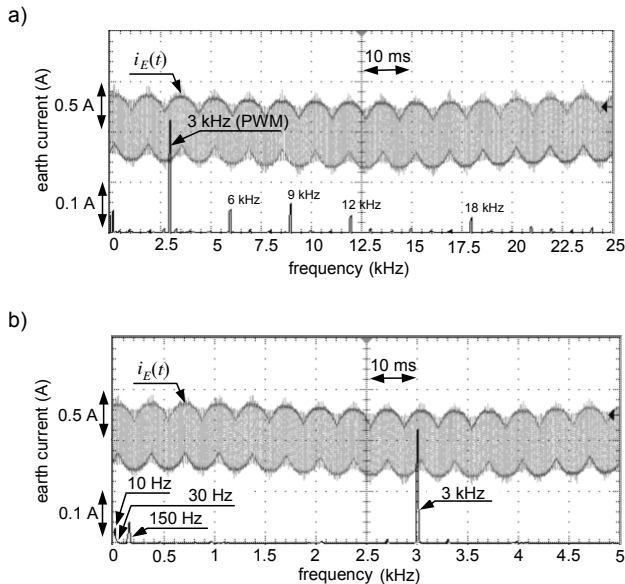 a)
earth current (A)
0.5 A
0.1 A
iE(t)
10 ms
3 kHz (PWM)
6 kHz
9 kHz
12 kHz
18 kHz
0 2.5 5 7.5 10 12.5 15 17.5 20 22.5 25
frequency (kHz)
b)
earth current (A)
0.5 A
0.1 A
iE(t)
10 ms
10 Hz
30 Hz
150 Hz
3 kHz
0 0.5 1 1.5 2 2.5 3 3.5 4 4.5 5
frequency (kHz)